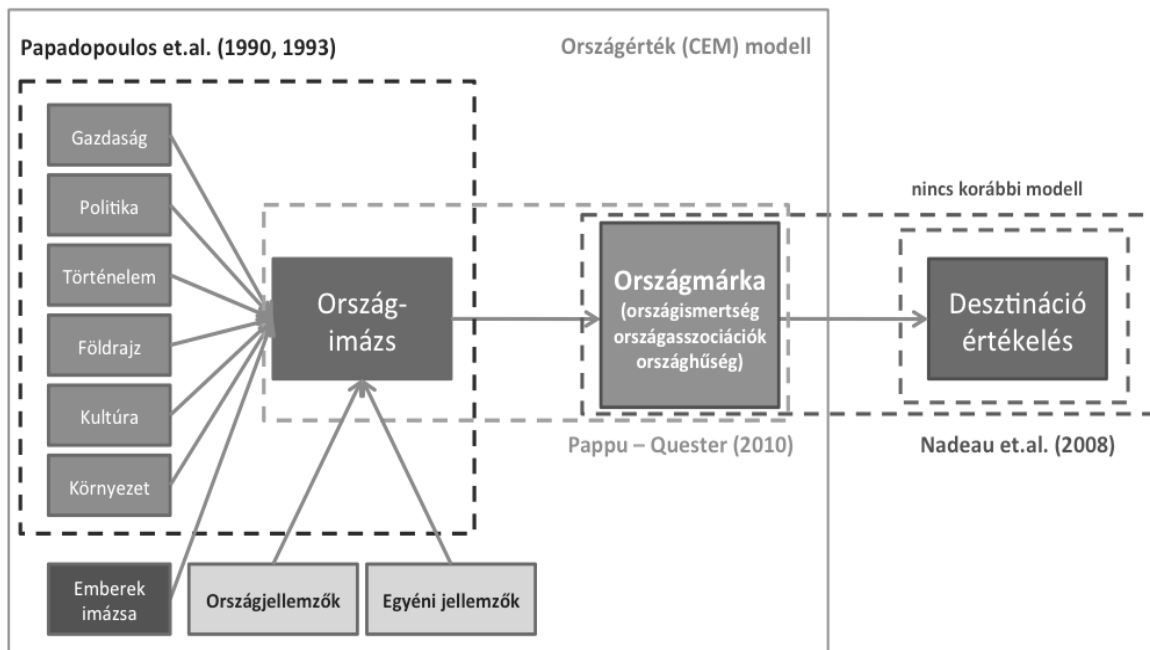 Papadopoulos et.al. (1990, 1993)
Országérték (CEM) modell
Gazdaság
Politika
Történelem
Földrajz
Kultúra
Környezet
Emberek
imázsa
Ország-
imázs
Országjellemzők
Egyéni jellemzők
Országmárka
(országismertség
országasszociációk
országhűség)
Pappu – Quester (2010)
nincs korábbi modell
Desztináció
értékelés
Nadeau et.al. (2008)